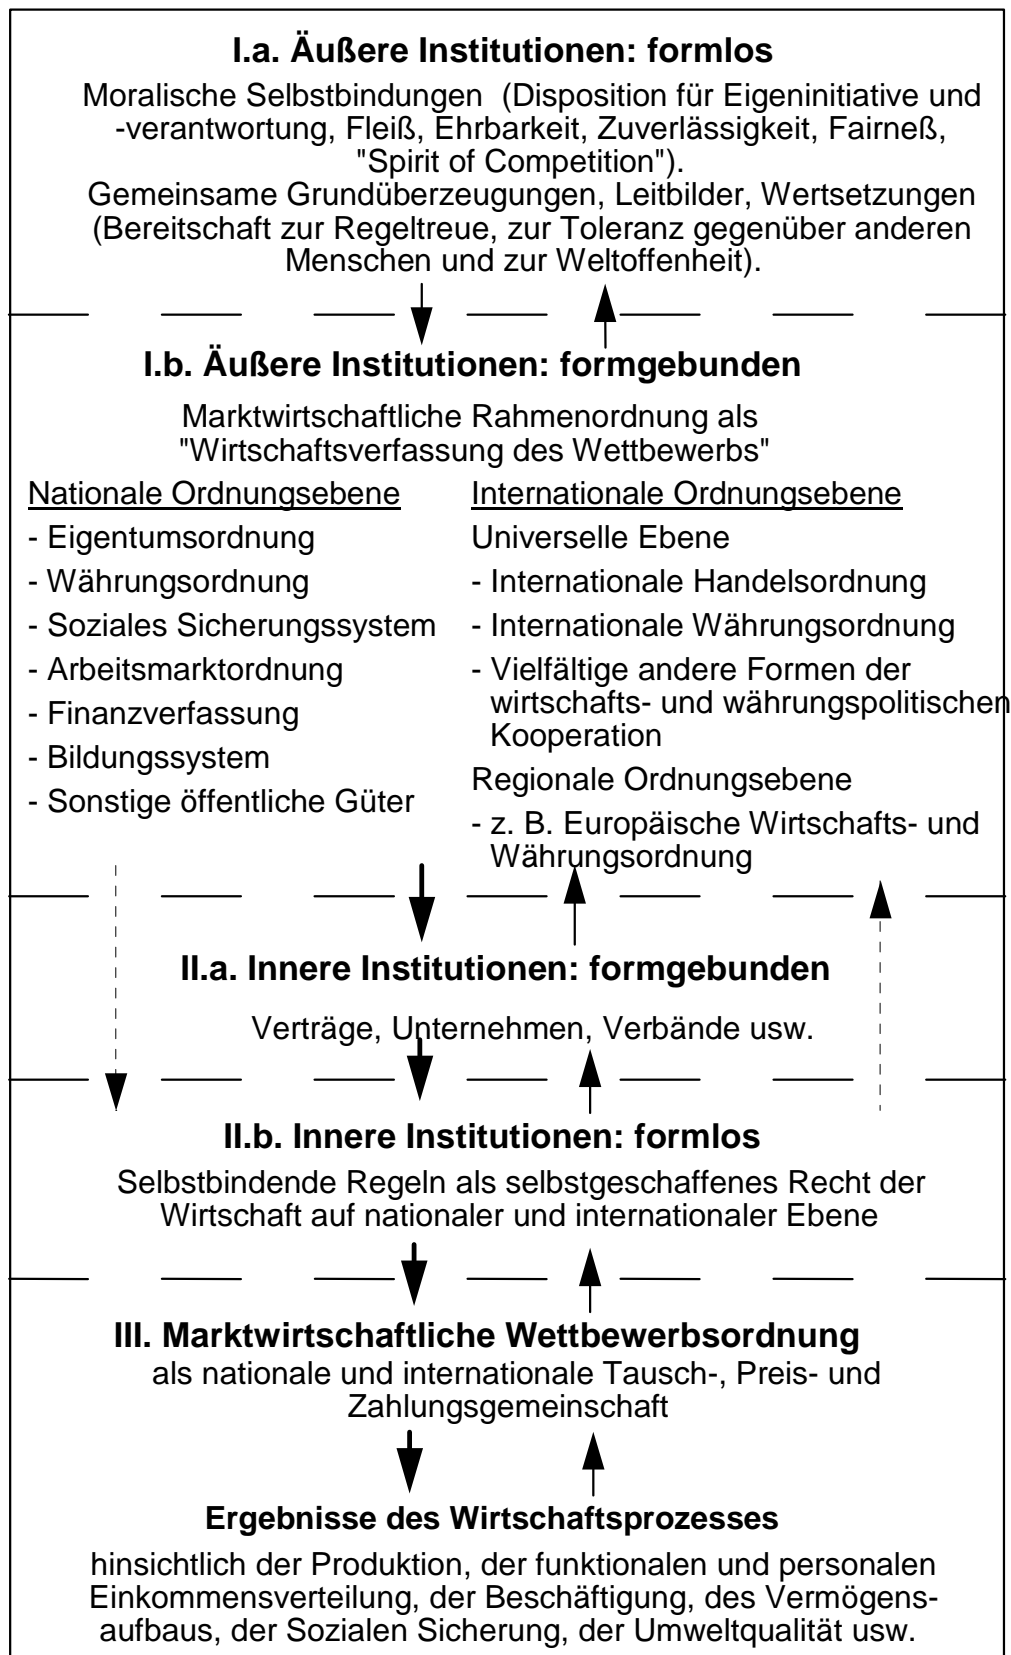 I.a. Äußere Institutionen: formlos
Moralische Selbstbindungen (Disposition für Eigeninitiative und
-verantwortung, Fleiß, Ehrbarkeit, Zuverlässigkeit, Fairneß,
"Spirit of Competition").
Gemeinsame Grundüberzeugungen, Leitbilder, Wertsetzungen
(Bereitschaft zur Regeltreue, zur Toleranz gegenüber anderen
Menschen und zur Weltoffenheit).
I.b. Äußere Institutionen: formgebunden
Marktwirtschaftliche Rahmenordnung als
"Wirtschaftsverfassung des Wettbewerbs"
Nationale Ordnungsebene
- Eigentumsordnung
- Währungsordnung
- Soziales Sicherungssystem
- Arbeitsmarktordnung
- Finanzverfassung
- Bildungssystem
- Sonstige öffentliche Güter
Internationale Ordnungsebene
Universelle Ebene
- Internationale Handelsordnung
- Internationale Währungsordnung
- Vielfältige andere Formen der
wirtschafts- und währungspolitischen
Kooperation
Regionale Ordnungsebene
- z. B. Europäische Wirtschafts- und
Währungsordnung
II.a. Innere Institutionen: formgebunden
Verträge, Unternehmen, Verbände usw.
II.b. Innere Institutionen: formlos
Selbstbindende Regeln als selbstgeschaffenes Recht der
Wirtschaft auf nationaler und internationaler Ebene
III. Marktwirtschaftliche Wettbewerbsordnung
als nationale und internationale Tausch-, Preis- und
Zahlungsgemeinschaft
Ergebnisse des Wirtschaftsprozesses
hinsichtlich der Produktion, der funktionalen und personalen
Einkommensverteilung, der Beschäftigung, des Vermögens-
aufbaus, der Sozialen Sicherung, der Umweltqualität usw.